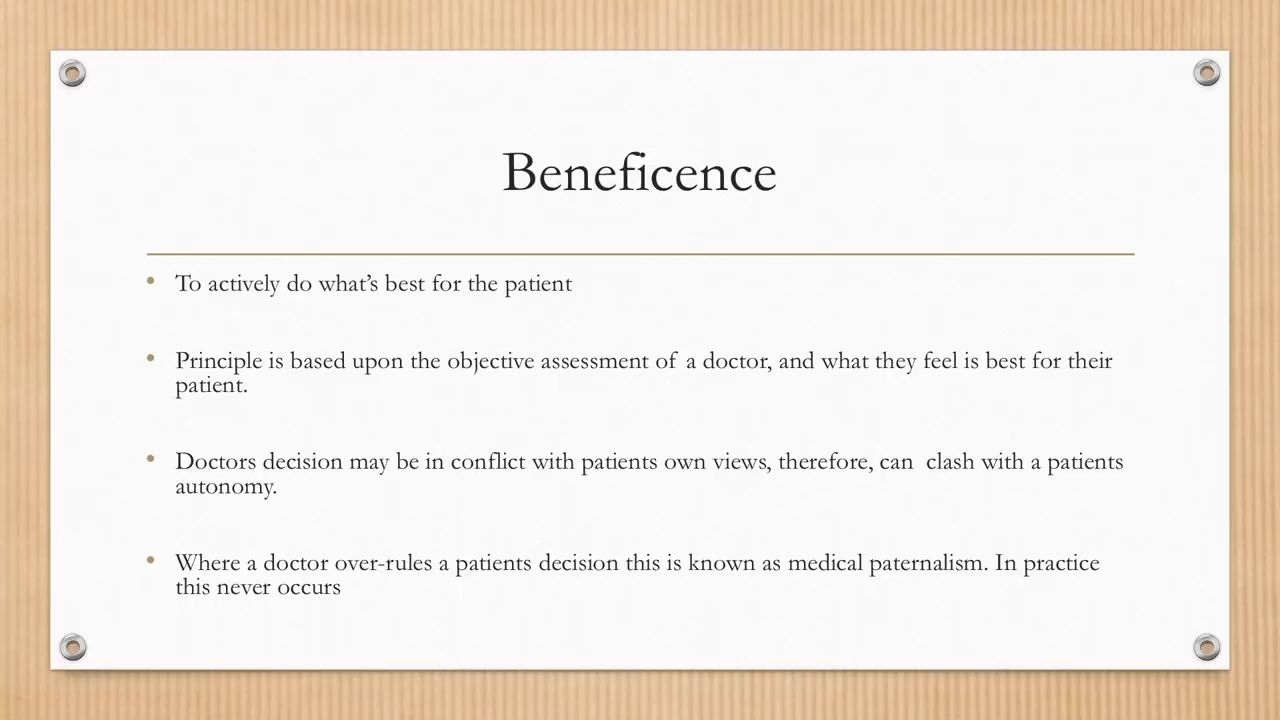 Beneficence
• To actively do what’s best for the patient
• Principle is based upon the objective assessment of a doctor, and what they feel is best for their
patient.
• Doctors decision may be in conflict with patients own views, therefore, can  clash with a patients
autonomy.
• Where a doctor over-rules a patients decision this is known as medical paternalism. In practice
this never occurs